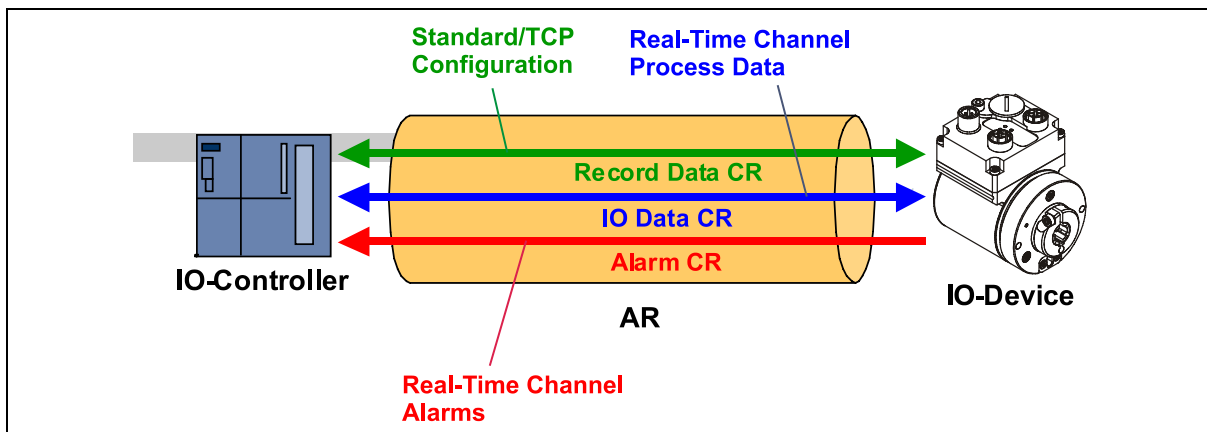 Standard/TCP
Configuration
Real-Time Channel
Process Data
Record Data CR
IO Data CR
Alarm CR
IO-Controller
IO-Device
AR
Real-Time Channel
Alarms